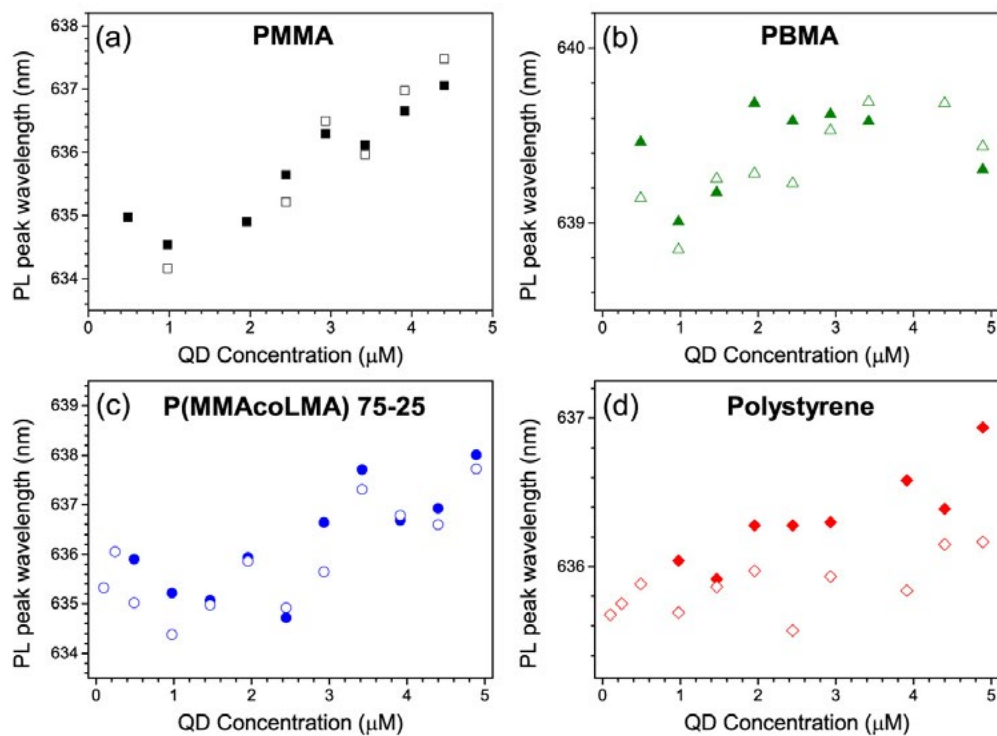 (a) PMMA
PL peak wavelength (nm)
638
637
636
635
634
0 1 2 3 4 5
QD Concentration (μM)
(b) PBMA
PL peak wavelength (nm)
640
639
0 1 2 3 4 5
QD Concentration (μM)
(c) P(MMAcoLMA) 75-25
PL peak wavelength (nm)
639
638
637
636
635
634
0 1 2 3 4 5
QD Concentration (μM)
(d) Polystyrene
PL peak wavelength (nm)
637
636
0 1 2 3 4 5
QD Concentration (μM)